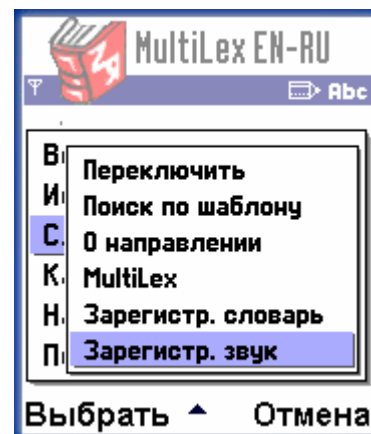 MultiLex EN-RU
Abc
Переключить
Поиск по шаблону
О направлении
MultiLex
Зарегистр. словарь
Зарегистр. звук
Выбрать Отмена